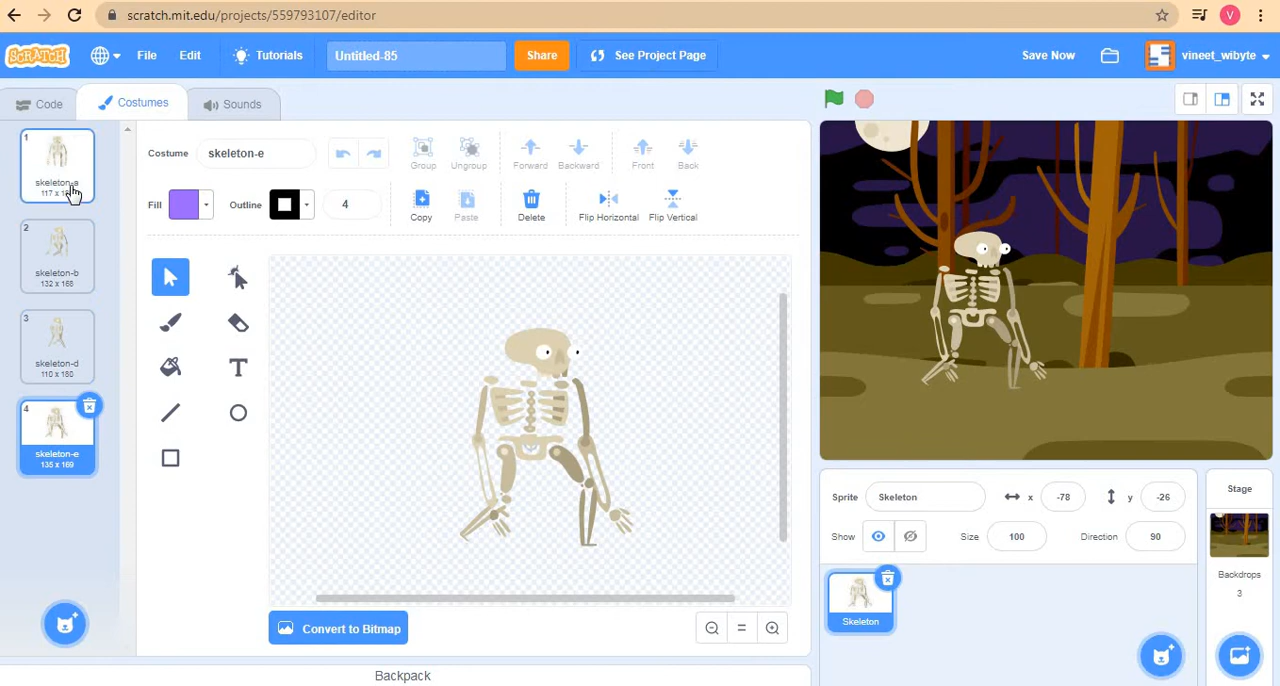 scratch.mit.edu/projects/559793107/editor
V
SCRATCH
File
Edit
Tutorials
Untitled-85
Share
See Project Page
Save Now
vineet_wibyte
Code
Costumes
Sounds
1
skeleton-a
2
skeleton-b
132 x 168
3
skeleton-d
110 x 180
4
skeleton-e
135 x 169
Costume
skeleton-e
Group
Ungroup
Forward
Backward
Front
Back
Fill
Outline
4
Copy
Paste
Delete
Flip Horizontal
Flip Vertical
T
Convert to Bitmap
Backpack
Sprite
Skeleton
x
-78
y
-26
Show
Size
100
Direction
90
Skeleton
Stage
Backdrops
3